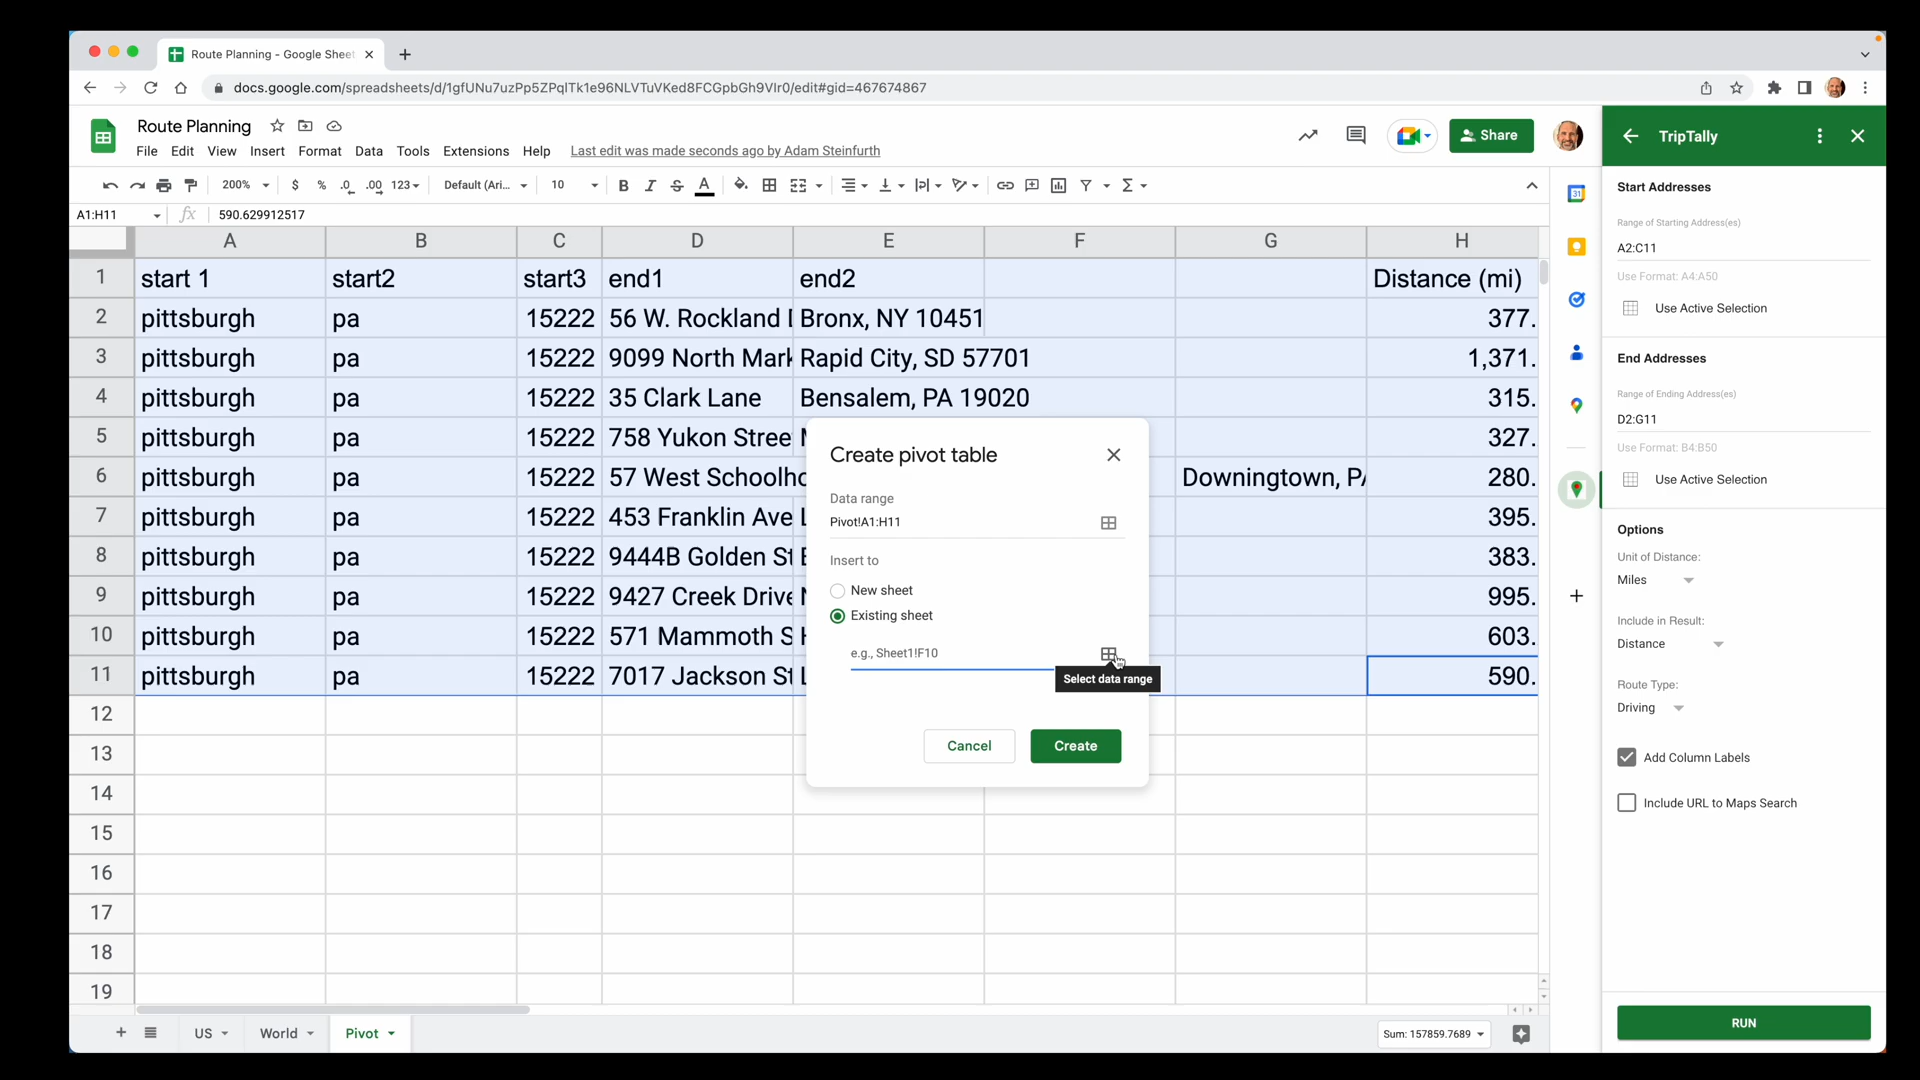 Route Planning - Google Sheet
docs.google.com/spreadsheets/d/1gfUNu7uzPp5ZPqITk1e96NLVTuVKed8FCGpbGh9VIr0/edit#gid=467674867
Route Planning
File Edit View Insert Format Data Tools Extensions Help Last edit was made seconds ago by Adam Steinfurth
Share
200% $ % .0 .00 123 Default (Ari... 10
A1:H11 fx 590.629912517
A B C D E F G H
1 start 1 start2 start3 end1 end2 Distance (mi)
2 pittsburgh pa 15222 56 W. Rockland Bronx, NY 10451 377.
3 pittsburgh pa 15222 9099 North Mark Rapid City, SD 57701 1,371.
4 pittsburgh pa 15222 35 Clark Lane Bensalem, PA 19020 315.
5 pittsburgh pa 15222 758 Yukon Stree 327.
6 pittsburgh pa 15222 57 West Schoolho Downingtown, PA 280.
7 pittsburgh pa 15222 453 Franklin Ave 395.
8 pittsburgh pa 15222 9444B Golden St 383.
9 pittsburgh pa 15222 9427 Creek Drive 995.
10 pittsburgh pa 15222 571 Mammoth S 603.
11 pittsburgh pa 15222 7017 Jackson St 590.
12
13
14
15
16
17
18
19
Create pivot table
Data range
Pivot!A1:H11
Insert to
New sheet
Existing sheet
e.g., Sheet1!F10
Select data range
Cancel Create
US World Pivot
Sum: 157859.7689
31
TripTally
Start Addresses
Range of Starting Address(es)
A2:C11
Use Format: A4:A50
Use Active Selection
End Addresses
Range of Ending Address(es)
D2:G11
Use Format: B4:B50
Use Active Selection
Options
Unit of Distance:
Miles
Include in Result:
Distance
Route Type:
Driving
Add Column Labels
Include URL to Maps Search
RUN